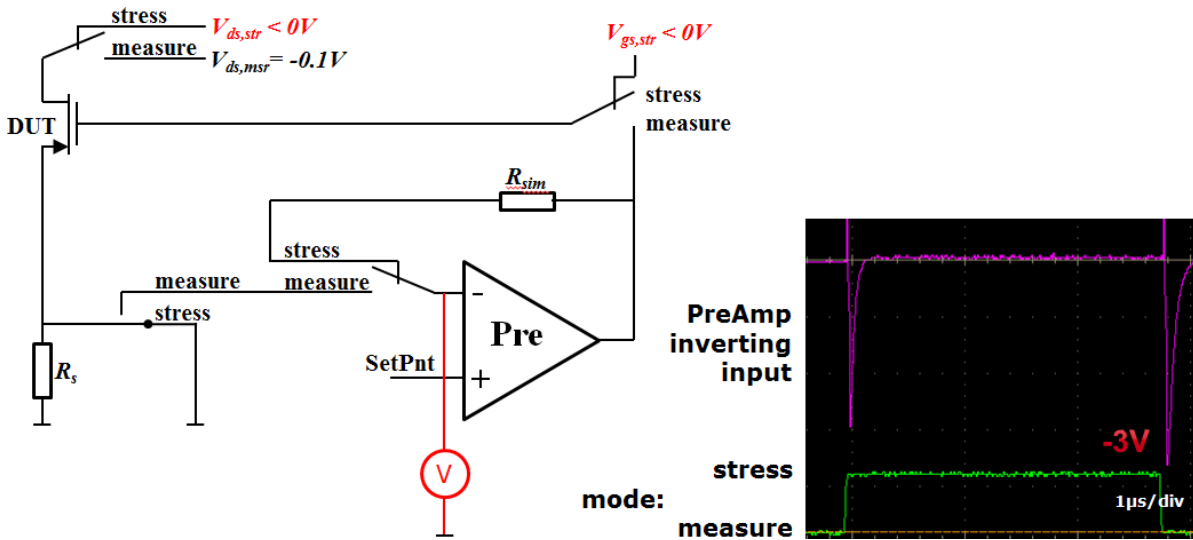 stress
V_ds,str < 0V
measure
V_ds,msr = -0.1V
V_gs,str < 0V
stress
measure
DUT
R_sim
stress
measure
measure
stress
Pre
-
SetPnt
+
R_s
V
PreAmp
inverting
input
-3V
stress
1µs/div
mode:
measure